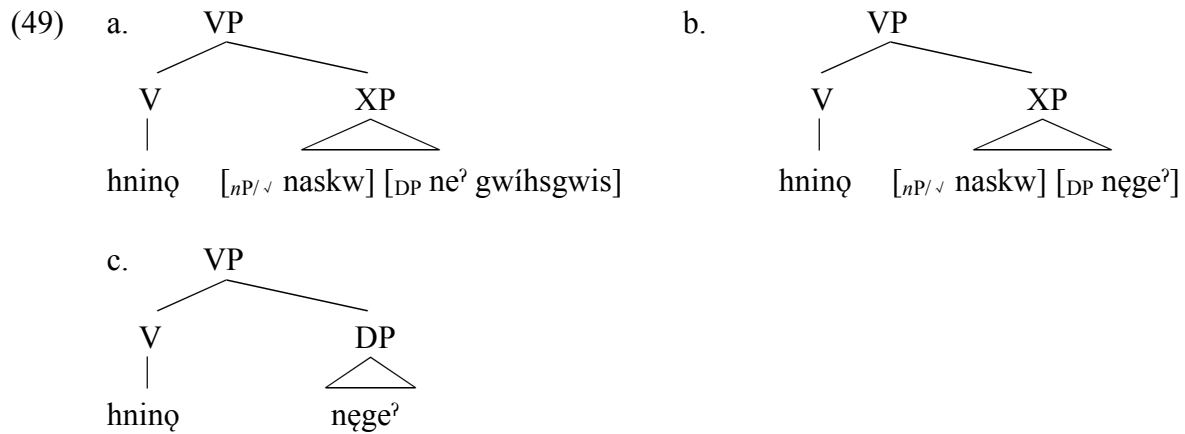 (49) a. VP b. VP
V XP V XP
hninǫ [nP/√ naskw] [DP neˀ gwíhsgwis] hninǫ [nP/√ naskw] [DP nęgeˀ]
c. VP
V DP
hninǫ nęgeˀ